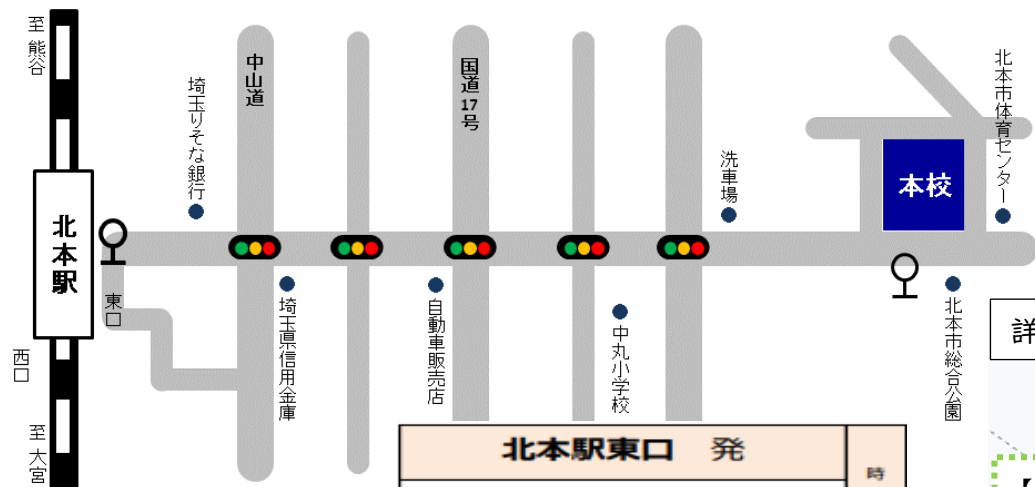 至 熊谷
北本駅
東口
西口
至 大宮
埼玉りそな銀行
中山道
埼玉県信用金庫
自動車販売店
国道17号
中丸小学校
洗車場
本校
北本市体育センター
北本市総合公園
北本駅東口 発
時
詳